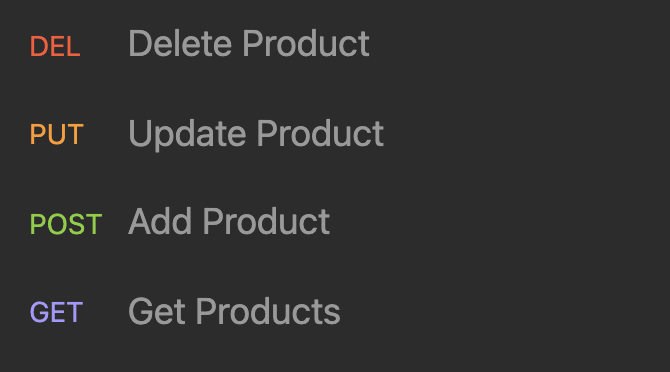 DEL Delete Product
PUT Update Product
POST Add Product
GET Get Products